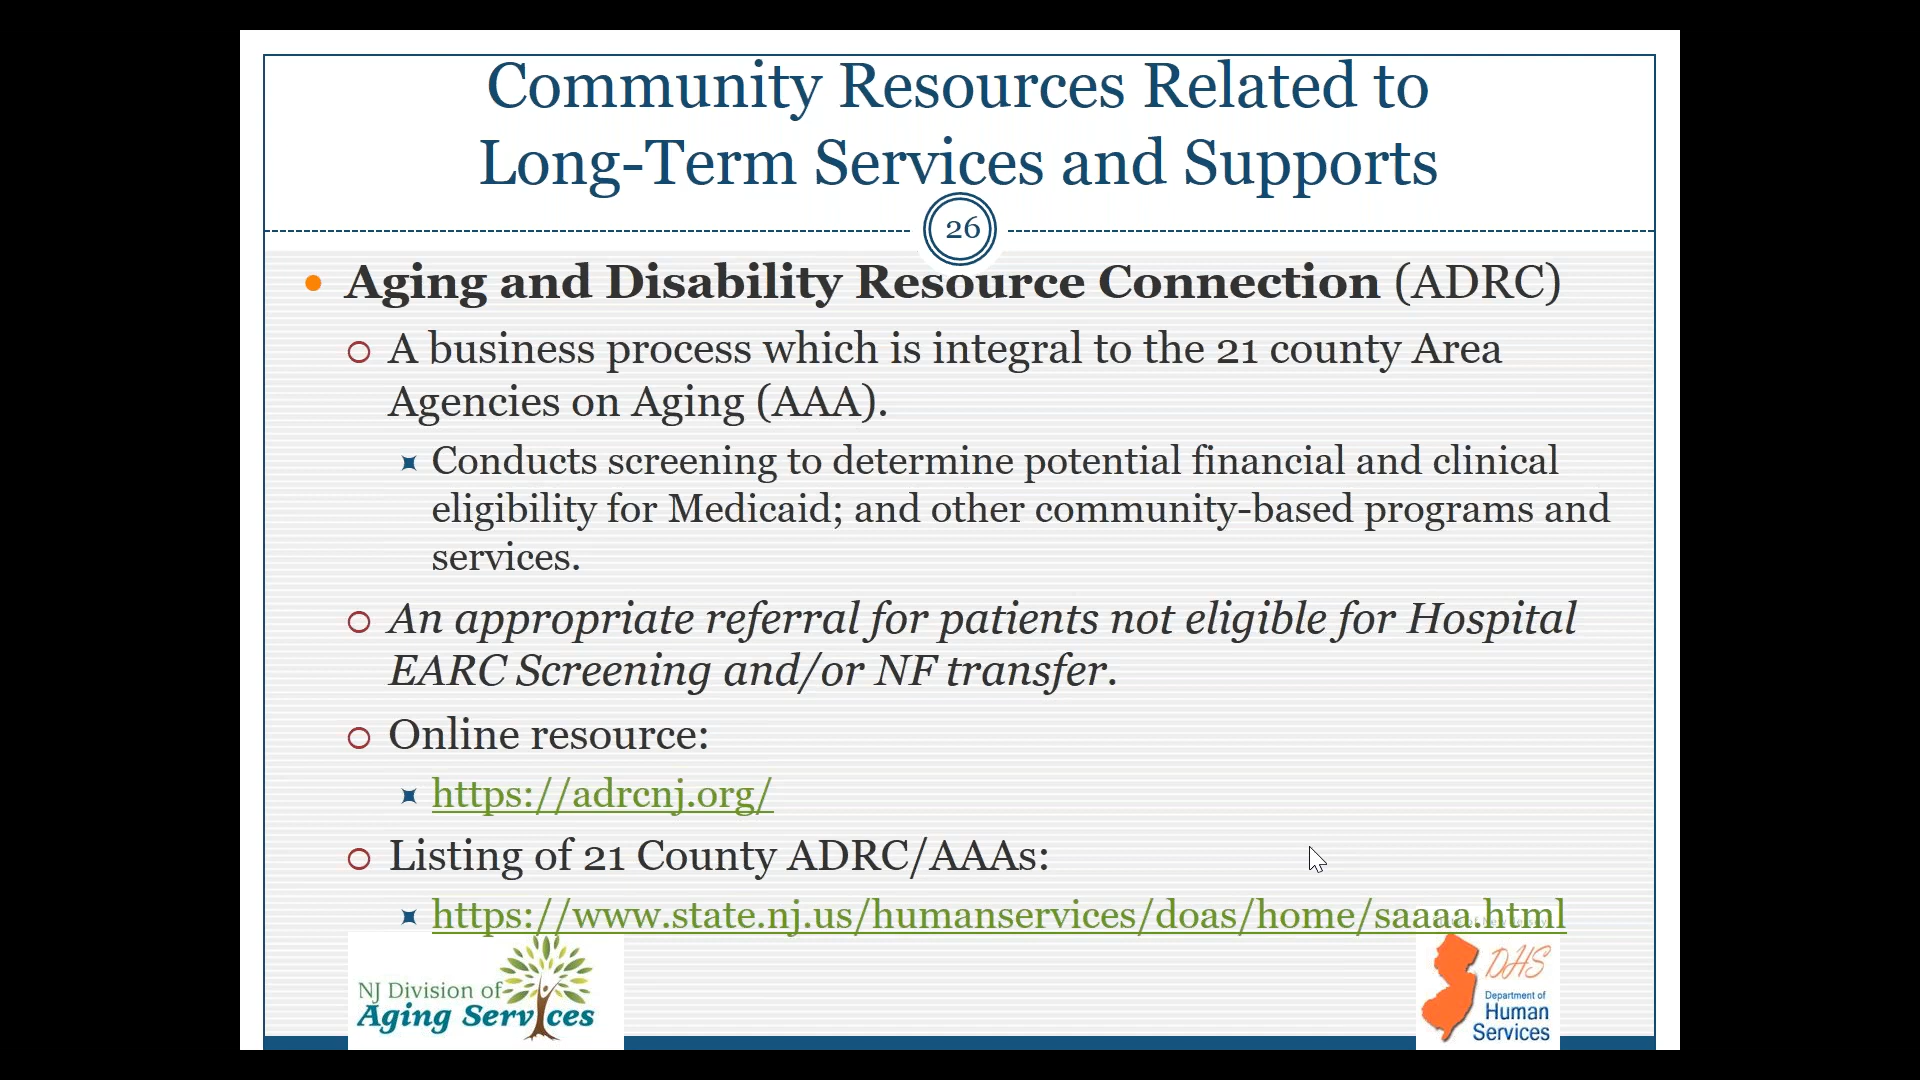 Community Resources Related to
Long-Term Services and Supports
26
Aging and Disability Resource Connection (ADRC)
A business process which is integral to the 21 county Area
Agencies on Aging (AAA).
Conducts screening to determine potential financial and clinical
eligibility for Medicaid; and other community-based programs and
services.
An appropriate referral for patients not eligible for Hospital
EARC Screening and/or NF transfer.
Online resource:
https://adrcnj.org/
Listing of 21 County ADRC/AAAs:
https://www.state.nj.us/humanservices/doas/home/saaaa.html
NJ Division of
Aging Services
DHS
Department of
Human
Services